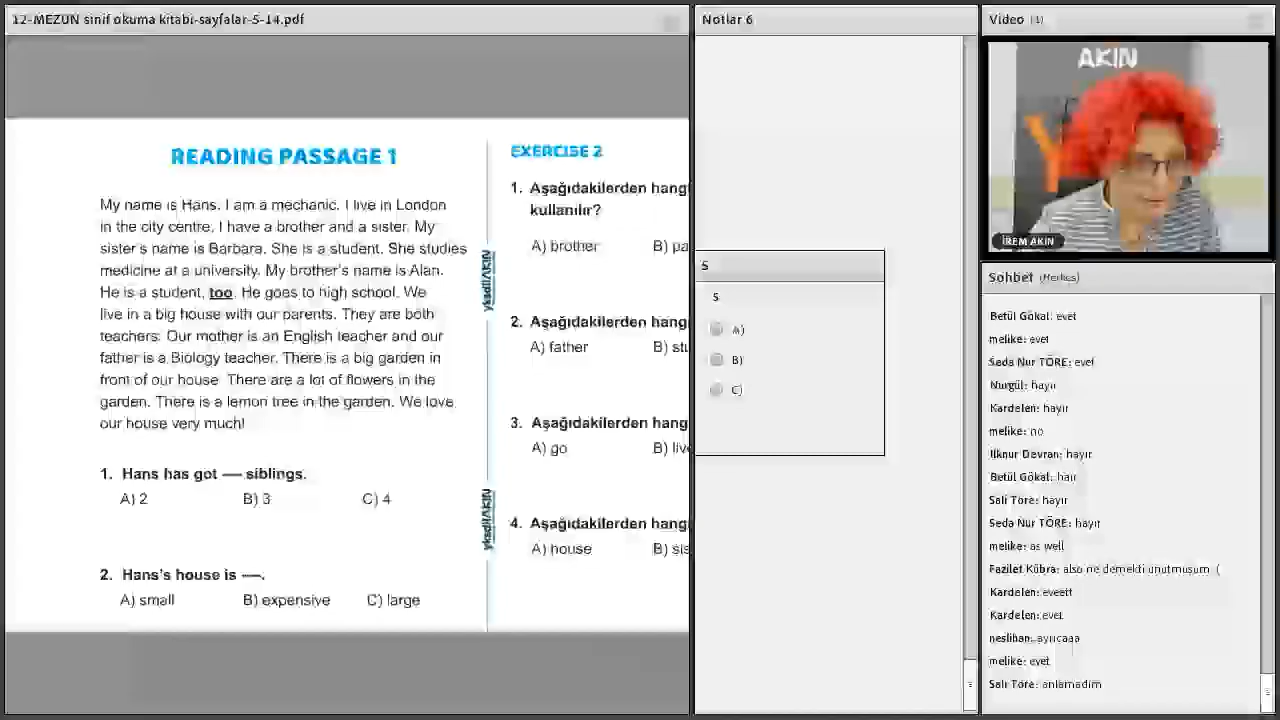 12-MEZUN sinif okuma kitabı-sayfalar-5-14.pdf
READING PASSAGE 1
My name is Hans. I am a mechanic. I live in London
in the city centre. I have a brother and a sister. My
sister's name is Barbara. She is a student. She studies
medicine at a university. My brother's name is Alan.
He is a student, too. He goes to high school. We
live in a big house with our parents. They are both
teachers. Our mother is an English teacher and our
father is a Biology teacher. There is a big garden in
front of our house. There are a lot of flowers in the
garden. There is a lemon tree in the garden. We love
our house very much!
1. Hans has got — siblings.
A) 2 B) 3 C) 4
2. Hans's house is —.
A) small B) expensive C) large
yksdilAKIN
yksdilAKIN
EXERCISE 2
1. Aşağıdakilerden hangi
kullanılır?
A) brother B) pa
2. Aşağıdakilerden hang
A) father B) stu
3. Aşağıdakilerden hang
A) go B) live
4. Aşağıdakilerden hang
A) house B) sis
Notlar 6
5
5
A)
B)
C)
Video (1)
AKIN
İREM AKIN
Sohbet (Herkes)
Betül Gökal: evet
melike: evet
Seda Nur TÖRE: evet
Nurgül: hayır
Kardelen: hayır
melike: no
İlknur Devran: hayır
Betül Gökal: haır
Salı Töre: hayır
Seda Nur TÖRE: hayır
melike: as well
Fazilet Kübra: also ne demekti unutmuşum :(
Kardelen: eveett
Kardelen: evet
neslihan: ayrıcaaa
melike: evet
Salı Töre: anlamadım